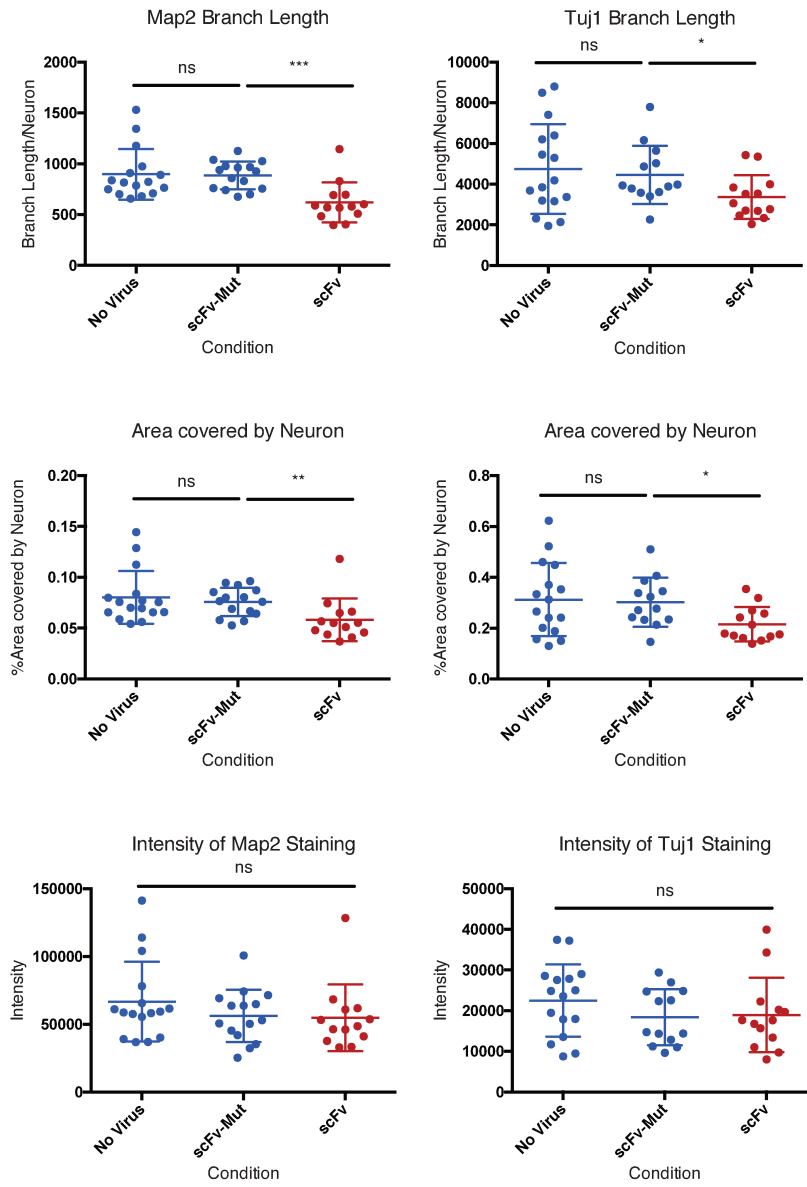 Map2 Branch Length
ns
***
2000
1500
1000
500
0
Branch Length/Neuron
No Virus
scFv-Mut
scFv
Condition
Tuj1 Branch Length
ns
*
10000
8000
6000
4000
2000
0
Branch Length/Neuron
No Virus
scFv-Mut
scFv
Condition
Area covered by Neuron
ns
**
0.20
0.15
0.10
0.05
0.00
%Area covered by Neuron
No Virus
scFv-Mut
scFv
Condition
Area covered by Neuron
ns
*
0.8
0.6
0.4
0.2
0.0
%Area covered by Neuron
No Virus
scFv-Mut
scFv
Condition
Intensity of Map2 Staining
ns
150000
100000
50000
0
Intensity
No Virus
scFv-Mut
scFv
Condition
Intensity of Tuj1 Staining
ns
50000
40000
30000
20000
10000
0
Intensity
No Virus
scFv-Mut
scFv
Condition